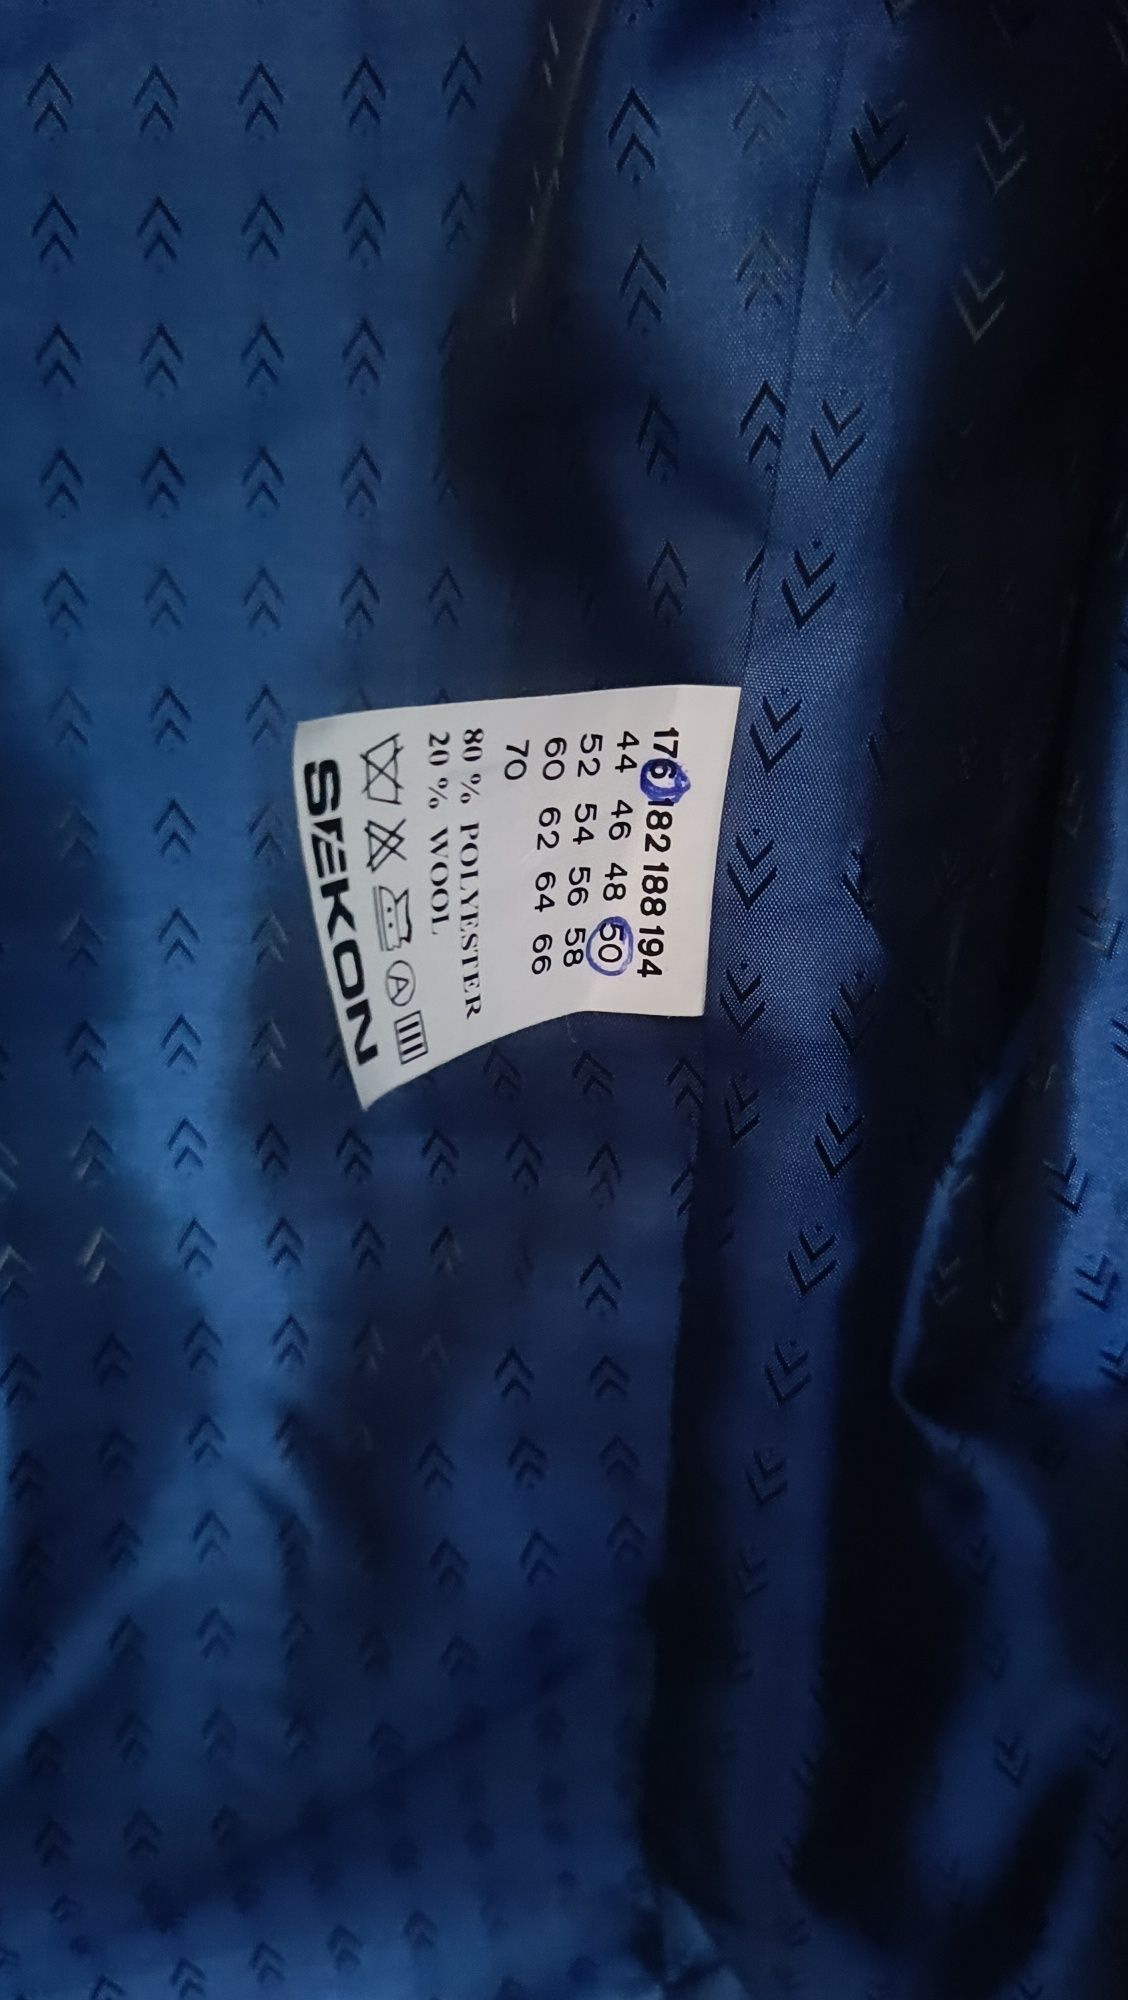 176 182 188 194
44 46 48 50
52 54 56 58
60 62 64 66
70
80 % POLYESTER
20 % WOOL
A
SEKON